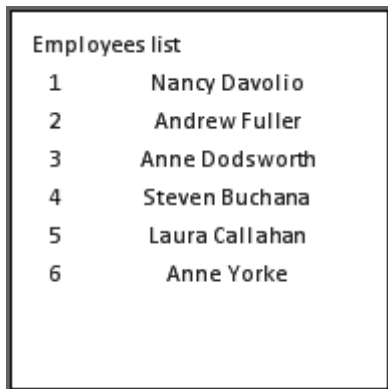 Employees list
1 Nancy Davolio
2 Andrew Fuller
3 Anne Dodsworth
4 Steven Buchana
5 Laura Callahan
6 Anne Yorke